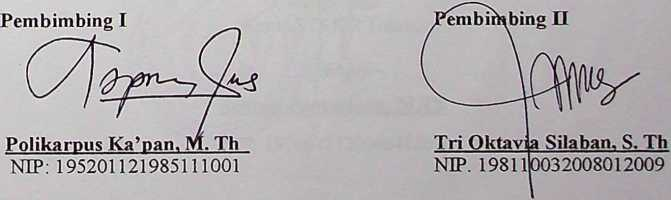 Pembimbing I
Pembimbing II
Polikarpus Ka'pan, M. Th
NIP: 195201121985111001
Tri Oktavia Silaban, S. Th
NIP. 198110032008012009